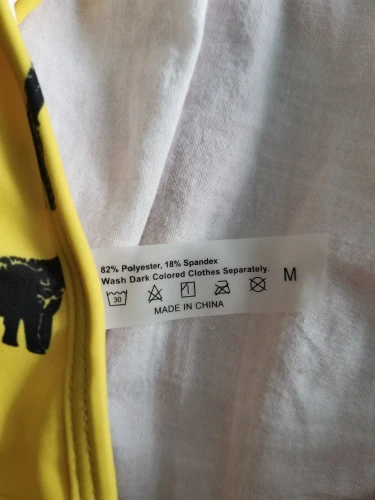 82% Polyester, 18% Spandex
Wash Dark Colored Clothes Separately.
30
M
MADE IN CHINA